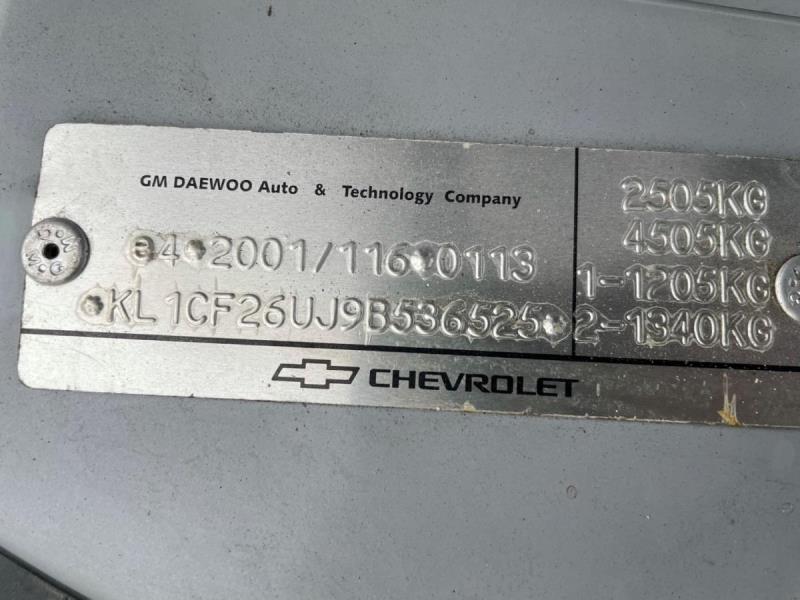 GM DAEWOO Auto & Technology Company
e4*2001/116*0113
*KL1CF26UJ9B536525*
2505KG
4505KG
1-1205KG
2-1340KG
CHEVROLET